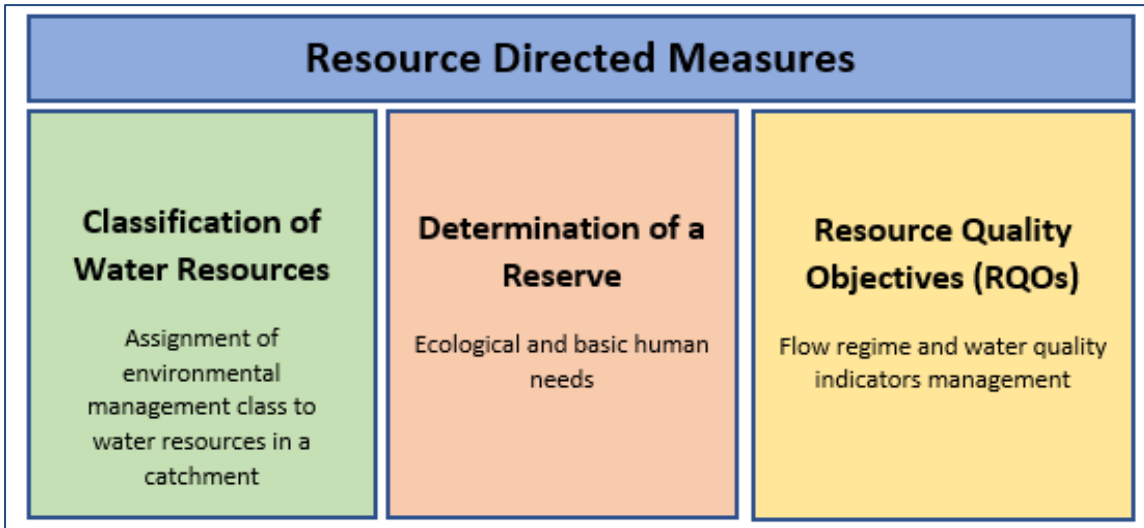 Resource Directed Measures
Classification of
Water Resources
Assignment of
environmental
management class to
water resources in a
catchment
Determination of a
Reserve
Ecological and basic human
needs
Resource Quality
Objectives (RQOs)
Flow regime and water quality
indicators management